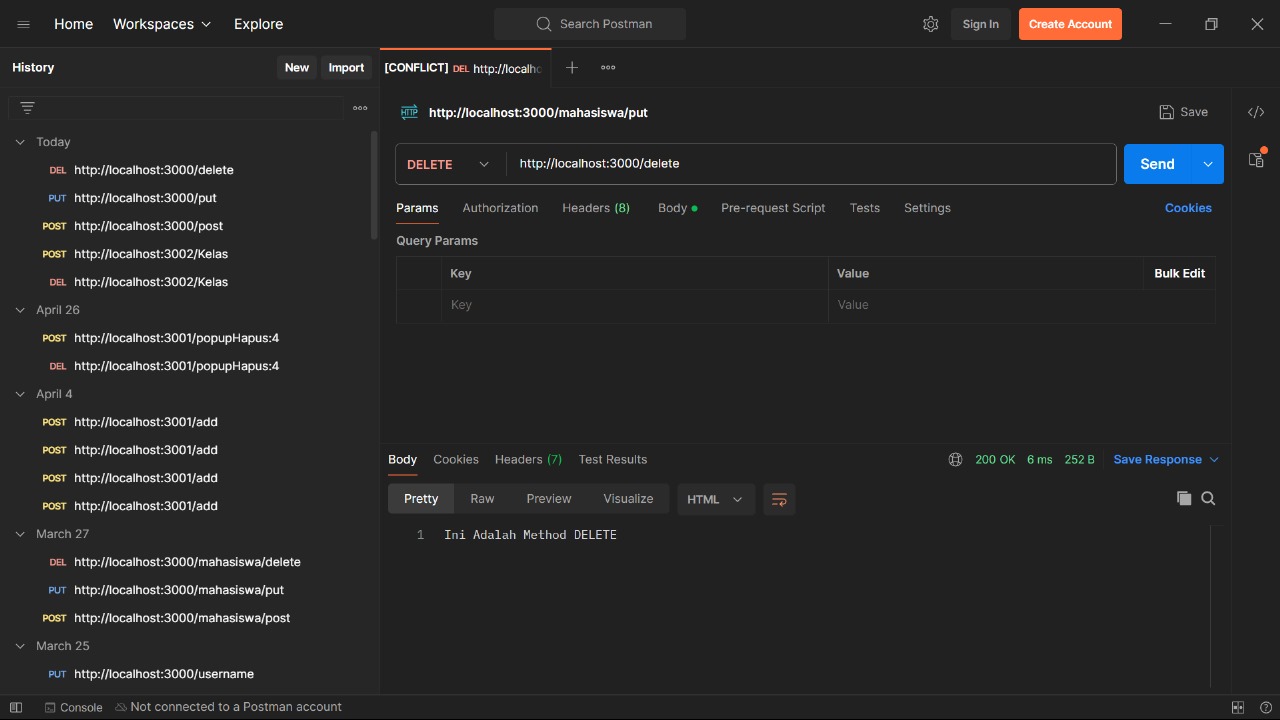 Home Workspaces Explore Search Postman Sign In Create Account
History New Import [CONFLICT] DEL http://localho
http://localhost:3000/mahasiswa/put Save
Today
DEL http://localhost:3000/delete
PUT http://localhost:3000/put
POST http://localhost:3000/post
POST http://localhost:3002/Kelas
DEL http://localhost:3002/Kelas
April 26
POST http://localhost:3001/popupHapus:4
DEL http://localhost:3001/popupHapus:4
April 4
POST http://localhost:3001/add
POST http://localhost:3001/add
POST http://localhost:3001/add
POST http://localhost:3001/add
March 27
DEL http://localhost:3000/mahasiswa/delete
PUT http://localhost:3000/mahasiswa/put
POST http://localhost:3000/mahasiswa/post
March 25
PUT http://localhost:3000/username
DELETE http://localhost:3000/delete Send
Params Authorization Headers (8) Body Pre-request Script Tests Settings Cookies
Query Params
Key Value Bulk Edit
Key Value
Body Cookies Headers (7) Test Results 200 OK 6 ms 252 B Save Response
Pretty Raw Preview Visualize HTML
1 Ini Adalah Method DELETE
Console Not connected to a Postman account